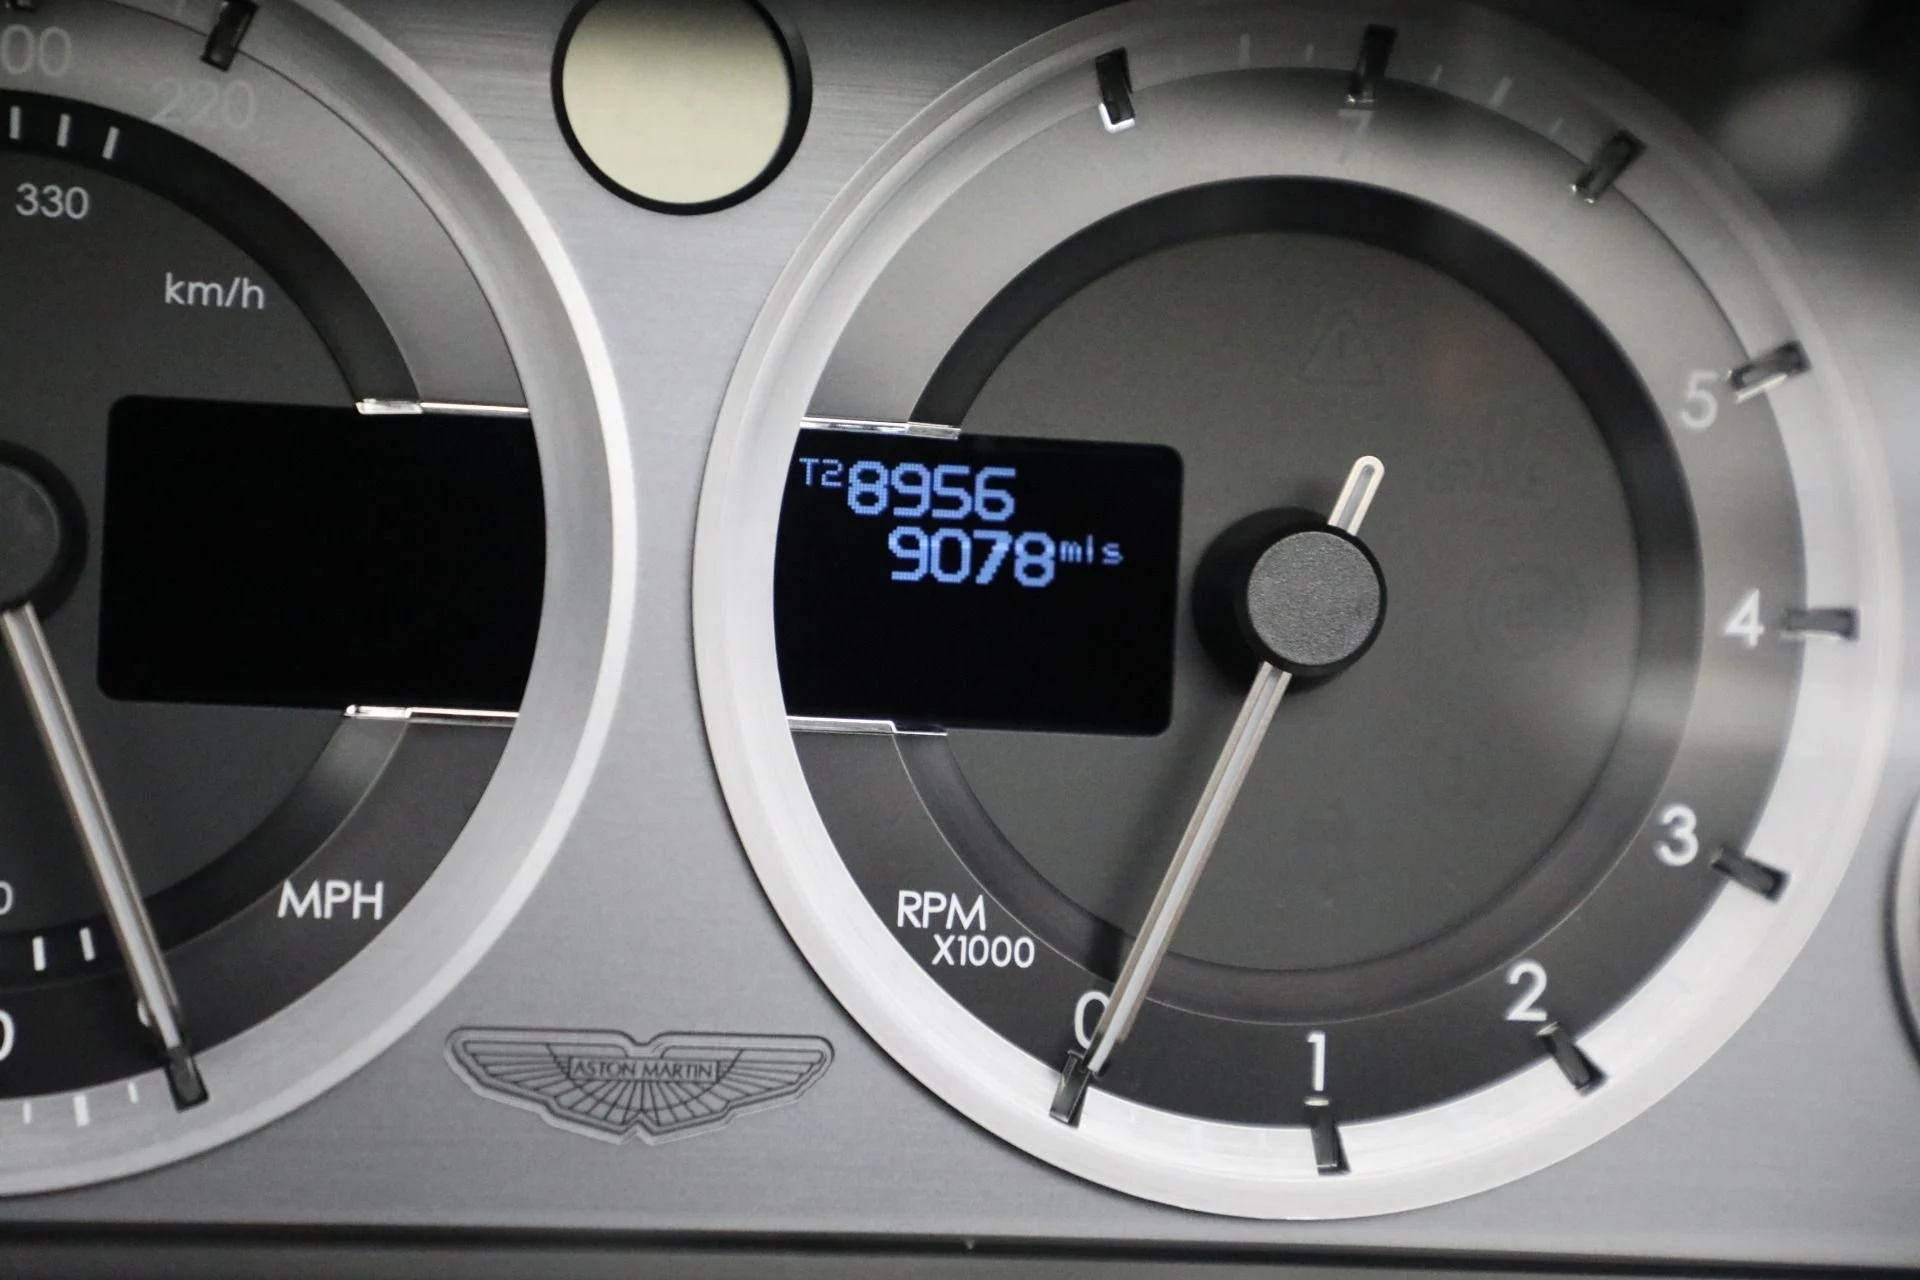 220
330
km/h
T2 8956
9078 mls
MPH
RPM
X1000
ASTON MARTIN
0
1
2
3
4
5
7